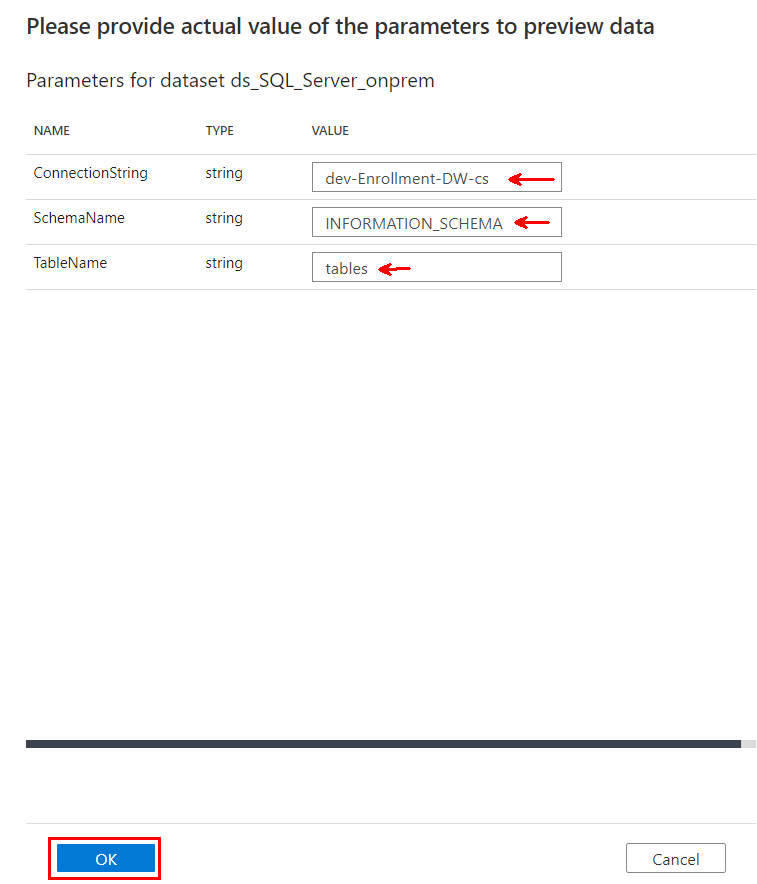 Please provide actual value of the parameters to preview data
Parameters for dataset ds_SQL_Server_onprem
NAME TYPE VALUE
ConnectionString string dev-Enrollment-DW-cs
SchemaName string INFORMATION_SCHEMA
TableName string tables
OK Cancel